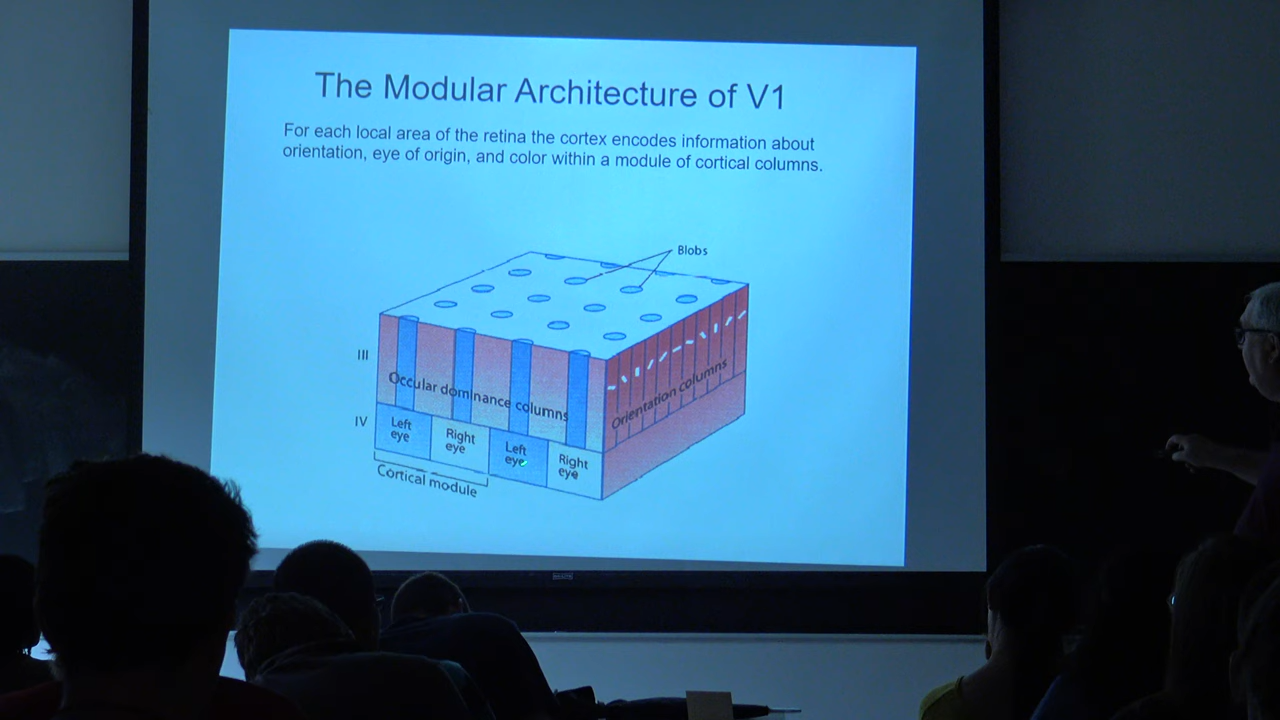 The Modular Architecture of V1
For each local area of the retina the cortex encodes information about
orientation, eye of origin, and color within a module of cortical columns.
Blobs
III
Occular dominance columns
Orientation columns
IV
Left
eye
Right
eye
Left
eye
Right
eye
Cortical module